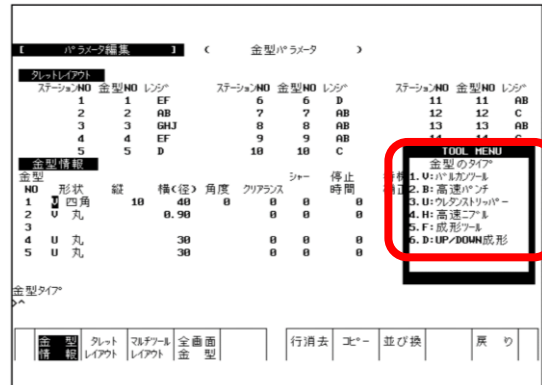 [ パラメータ編集 ] ( 金型パラメータ )
タレットレイアウト
ステーションNO 金型NO レンジ ステーションNO 金型NO レンジ ステーションNO 金型NO レンジ
1 1 EF 6 6 D 11 11 AB
2 2 AB 7 7 AB 12 12 C
3 3 GHJ 8 8 AB 13 13 AB
4 4 EF 9 9 AB
5 5 D 10 10 C
TOOL MENU
金型のタイプ
1.V:バルカンツール
2.B:高速パンチ
3.U:ウレタンストリッパー
4.H:高速ニブル
5.F:成形ツール
6.D:UP/DOWN成形
金型情報
金型 シャー 停止
NO 形状 縦 横(径) 角度 クリアランス 時間
1 V 四角 10 40 0 0 0 0
2 V 丸 0.90 0 0 0
3
4 U 丸 30 0 0 0
5 U 丸 30 0 0 0
金型タイプ
>^
金型情報 タレットレイアウト マルチツールレイアウト 全画面金型 行消去 コピー 並び換 戻り